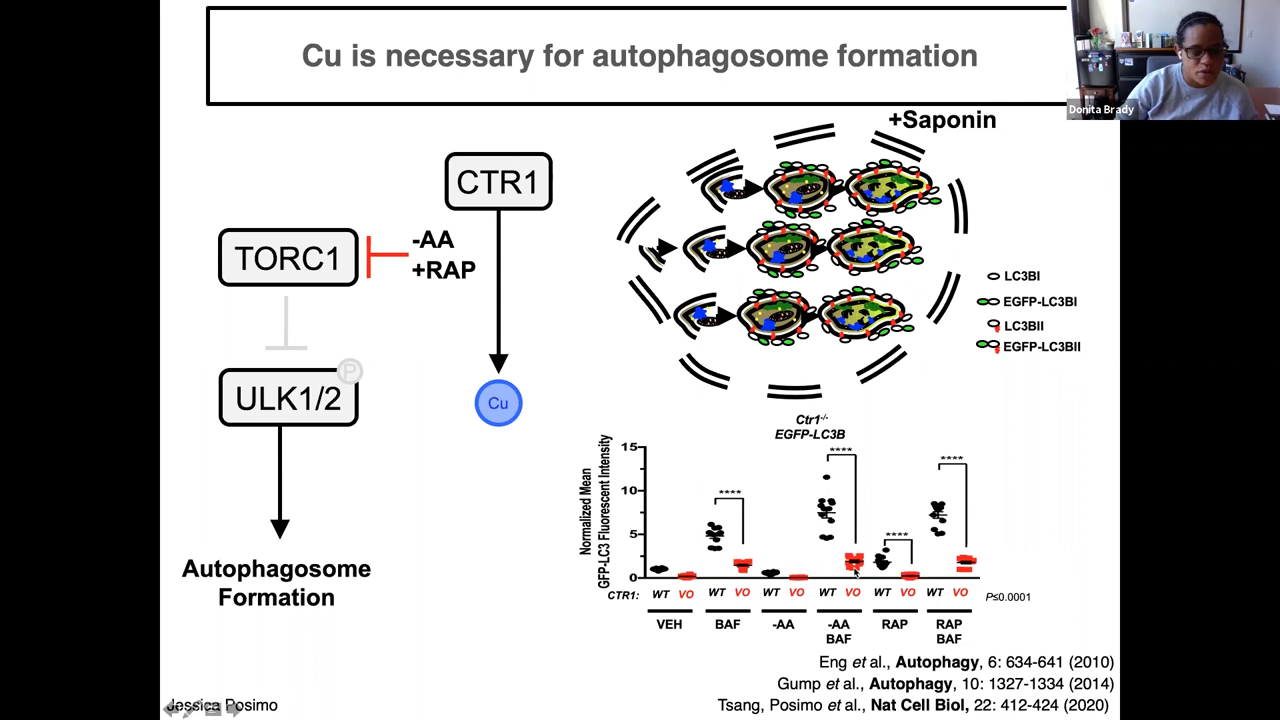 Cu is necessary for autophagosome formation
Donita Brady
+Saponin
CTR1
TORC1
-AA
+RAP
ULK1/2
P
Cu
Autophagosome
Formation
LC3BI
EGFP-LC3BI
LC3BII
EGFP-LC3BII
Ctr1-/-
EGFP-LC3B
Normalized Mean
GFP-LC3 Fluorescent Intensity
15
10
5
0
****
****
****
****
CTR1: WT VO WT VO WT VO WT VO WT VO WT VO
P≤0.0001
VEH BAF -AA -AA BAF RAP RAP BAF
Eng et al., Autophagy, 6: 634-641 (2010)
Gump et al., Autophagy, 10: 1327-1334 (2014)
Tsang, Posimo et al., Nat Cell Biol, 22: 412-424 (2020)
Jessica Posimo